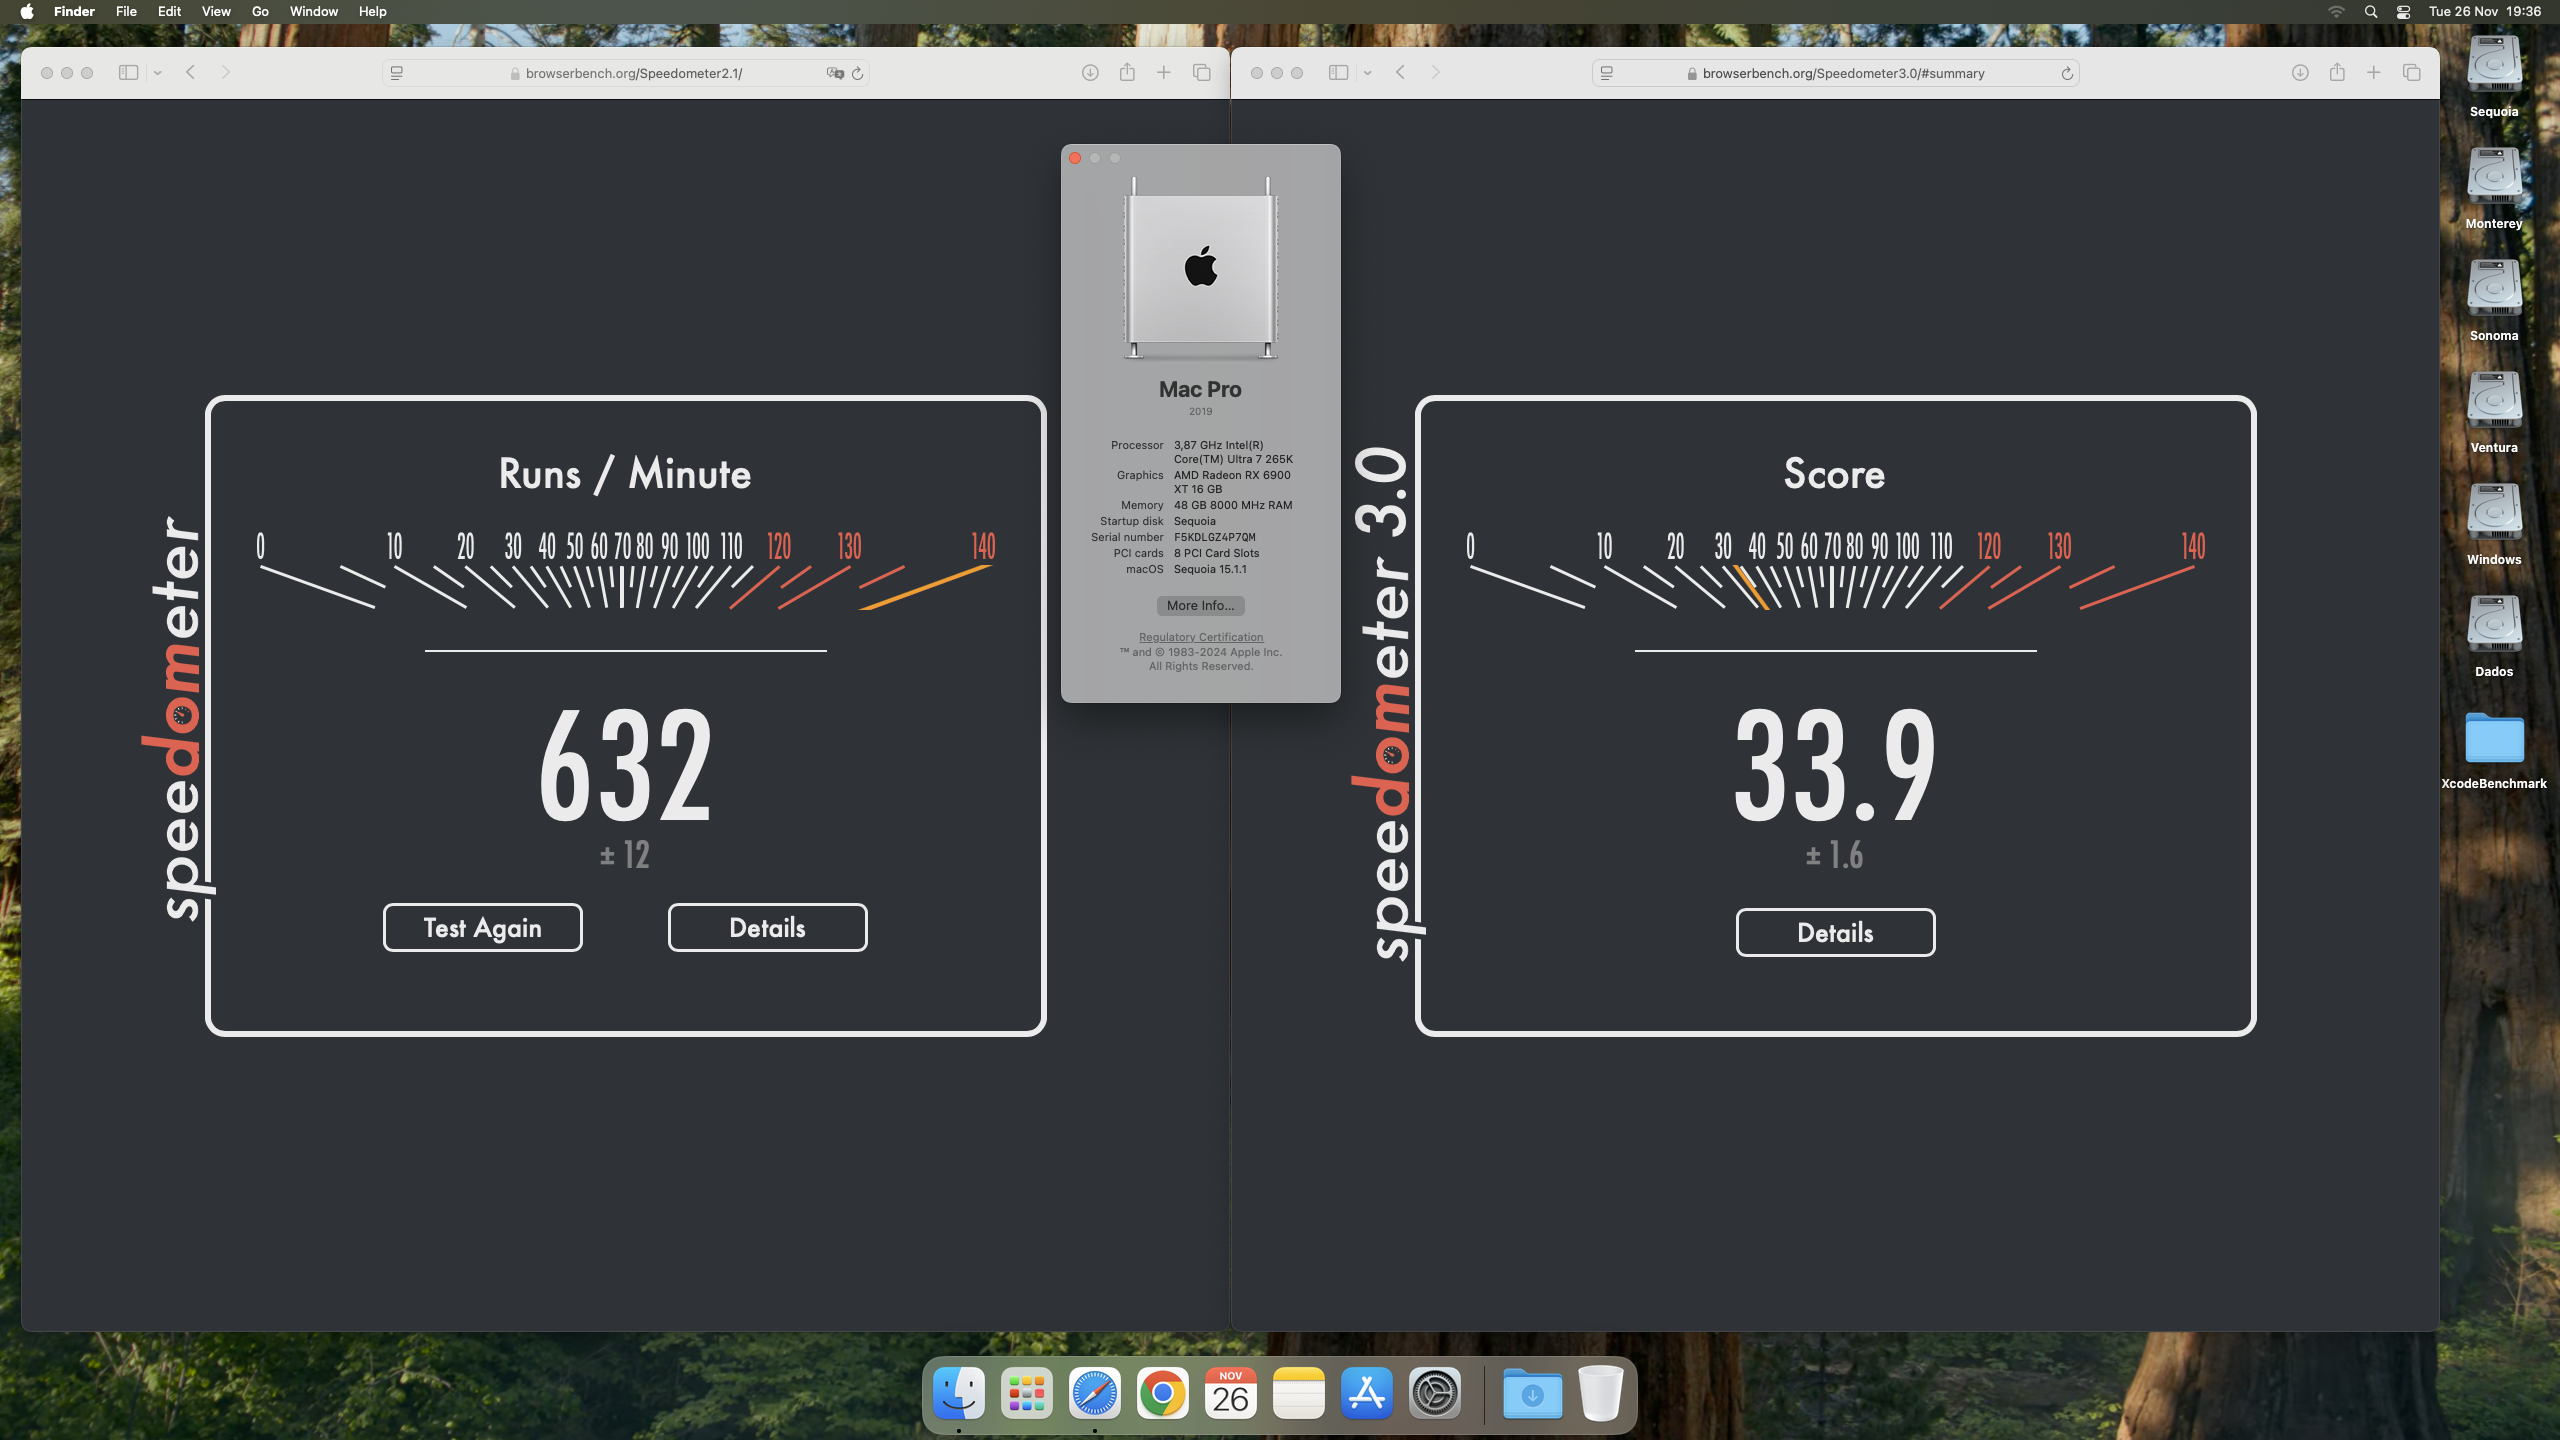 Finder File Edit View Go Window Help
Tue 26 Nov 19:36
browserbench.org/Speedometer2.1/
browserbench.org/Speedometer3.0/#summary
speedometer
Runs / Minute
0 10 20 30 40 50 60 70 80 90 100 110 120 130 140
632
± 12
Test Again
Details
Mac Pro
2019
Processor 3,87 GHz Intel(R)
Core(TM) Ultra 7 265K
Graphics AMD Radeon RX 6900
XT 16 GB
Memory 48 GB 8000 MHz RAM
Startup disk Sequoia
Serial number F5KDLGZ4P7QM
PCI cards 8 PCI Card Slots
macOS Sequoia 15.1.1
More Info...
Regulatory Certification
™ and © 1983-2024 Apple Inc.
All Rights Reserved.
speedometer 3.0
Score
0 10 20 30 40 50 60 70 80 90 100 110 120 130 140
33.9
± 1.6
Details
Sequoia
Monterey
Sonoma
Ventura
Windows
Dados
XcodeBenchmark
NOV
26